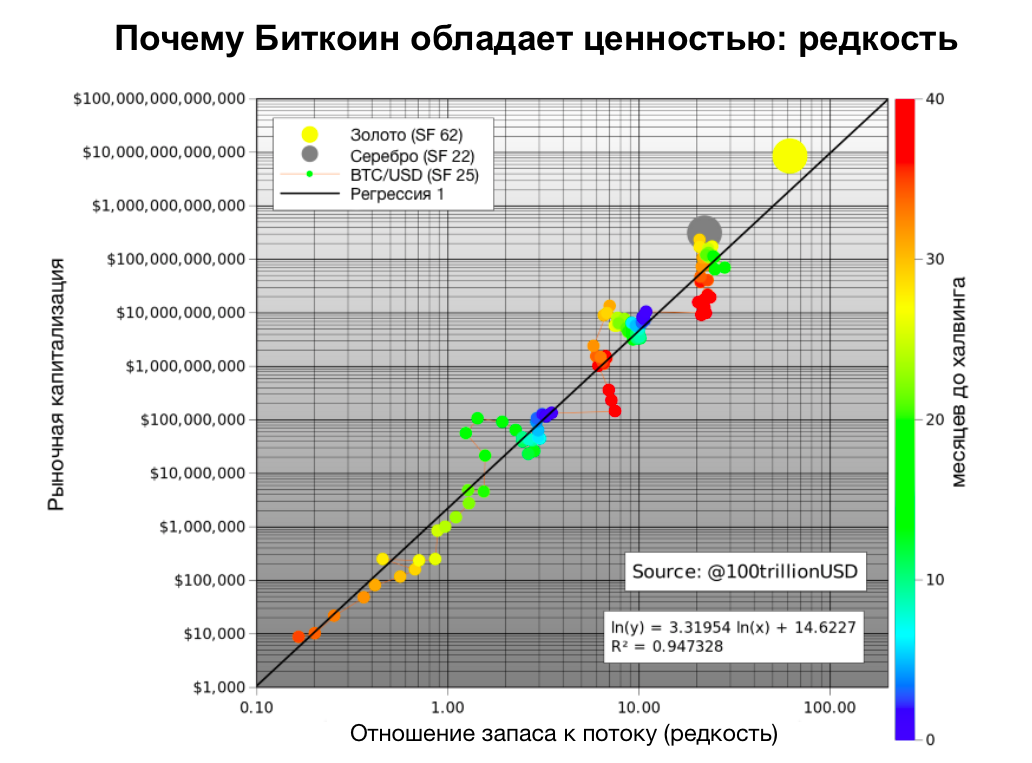 Почему Биткоин обладает ценностью: редкость
$100,000,000,000,000
$10,000,000,000,000
$1,000,000,000,000
$100,000,000,000
$10,000,000,000
$1,000,000,000
$100,000,000
$10,000,000
$1,000,000
$100,000
$10,000
$1,000
Рыночная капитализация
Золото (SF 62)
Серебро (SF 22)
BTC/USD (SF 25)
Регрессия 1
Source: @100trillionUSD
ln(y) = 3.31954 ln(x) + 14.6227
R² = 0.947328
0.10
1.00
10.00
100.00
Отношение запаса к потоку (редкость)
40
30
20
10
0
месяцев до халвинга